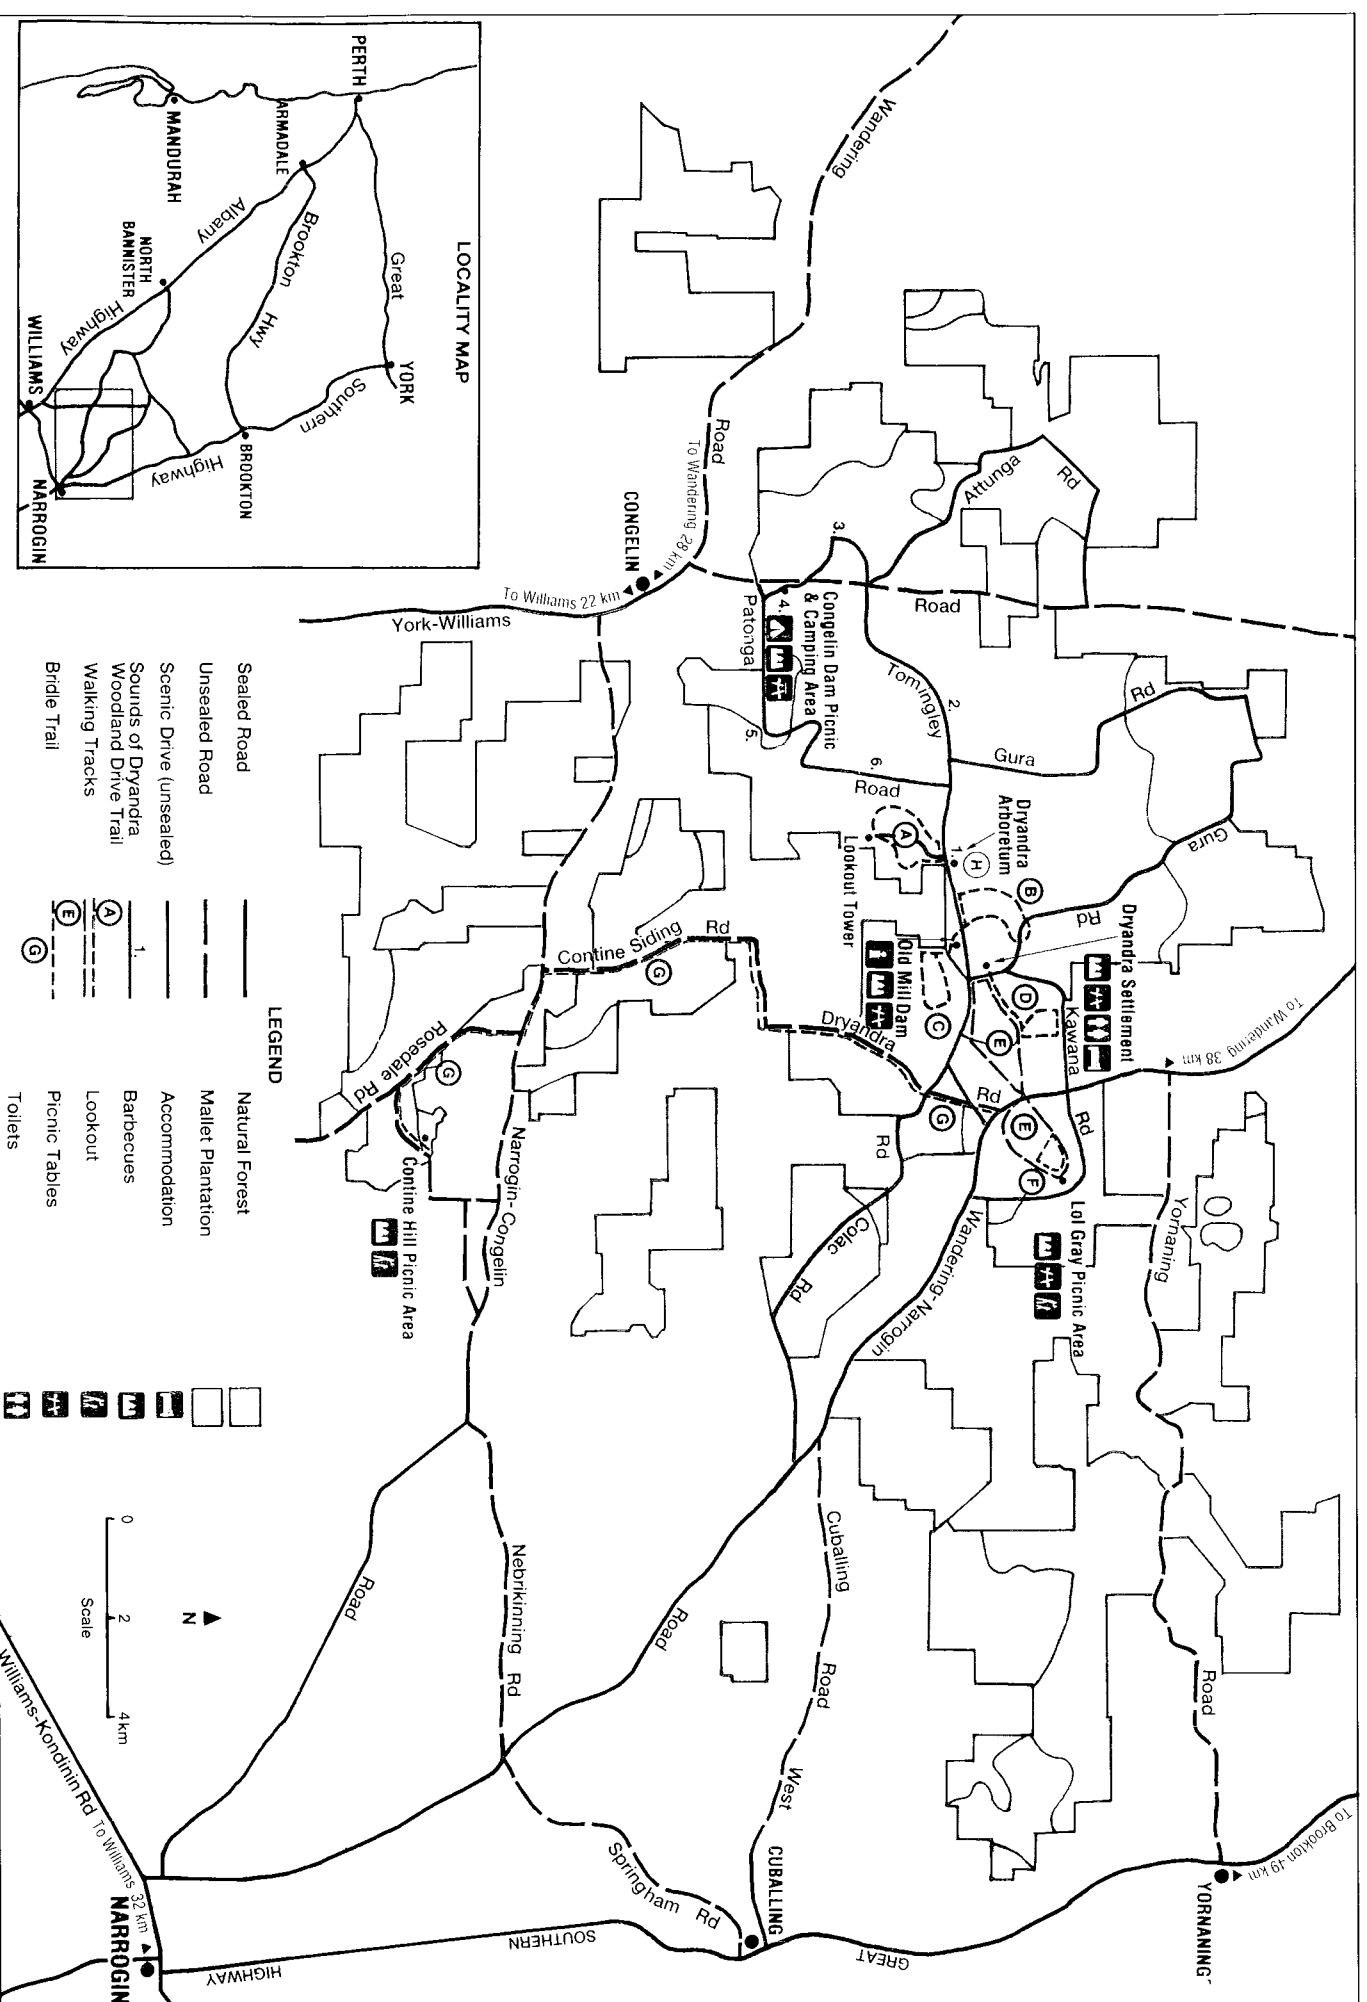 LOCALITY MAP
PERTH
ARMADALE
MANDURAH
Great
YORK
Southern
Brookton
Hwy
BROOKTON
Albany
Highway
NORTH
BANNISTER
WILLIAMS
Highway
NARROGIN
Wandering
Road
To Wandering 28 km
CONGELIN
To Williams 22 km
York-Williams
Attunga
Rd
Road
3.
4.
Congelin Dam Picnic
& Camping Area
Patonga
5.
6.
Road
Tomingley
2.
Gura
Rd
Gura
Rd
Dryandra
Arboretum
1.
H
A
B
Lookout Tower
Dryandra Settlement
Old Mill Dam
C
D
E
Kawana
Rd
To Wandering 38 km
Contine Siding
Rd
G
Dryandra
Rd
G
E
F
Lol Gray Picnic Area
Yornaning
Road
YORNANING
To Brookton 49 km
Rd
Colac
Rd
Wandering-Narrogin
Road
Rosedale Rd
G
Contine Hill Picnic Area
Narrogin-Congelin
Road
Nebrikinning Rd
Cuballing
Road
West
CUBALLING
Springham Rd
GREAT
SOUTHERN
HIGHWAY
Williams-Kondinin Rd
To Williams 32 km
NARROGIN
LEGEND
Sealed Road
Unsealed Road
Scenic Drive (unsealed)
Sounds of Dryandra
Woodland Drive Trail
1.
Walking Tracks
A
E
Bridle Trail
G
Natural Forest
Mallet Plantation
Accommodation
Barbecues
Lookout
Picnic Tables
Toilets
N
0 2 4km
Scale